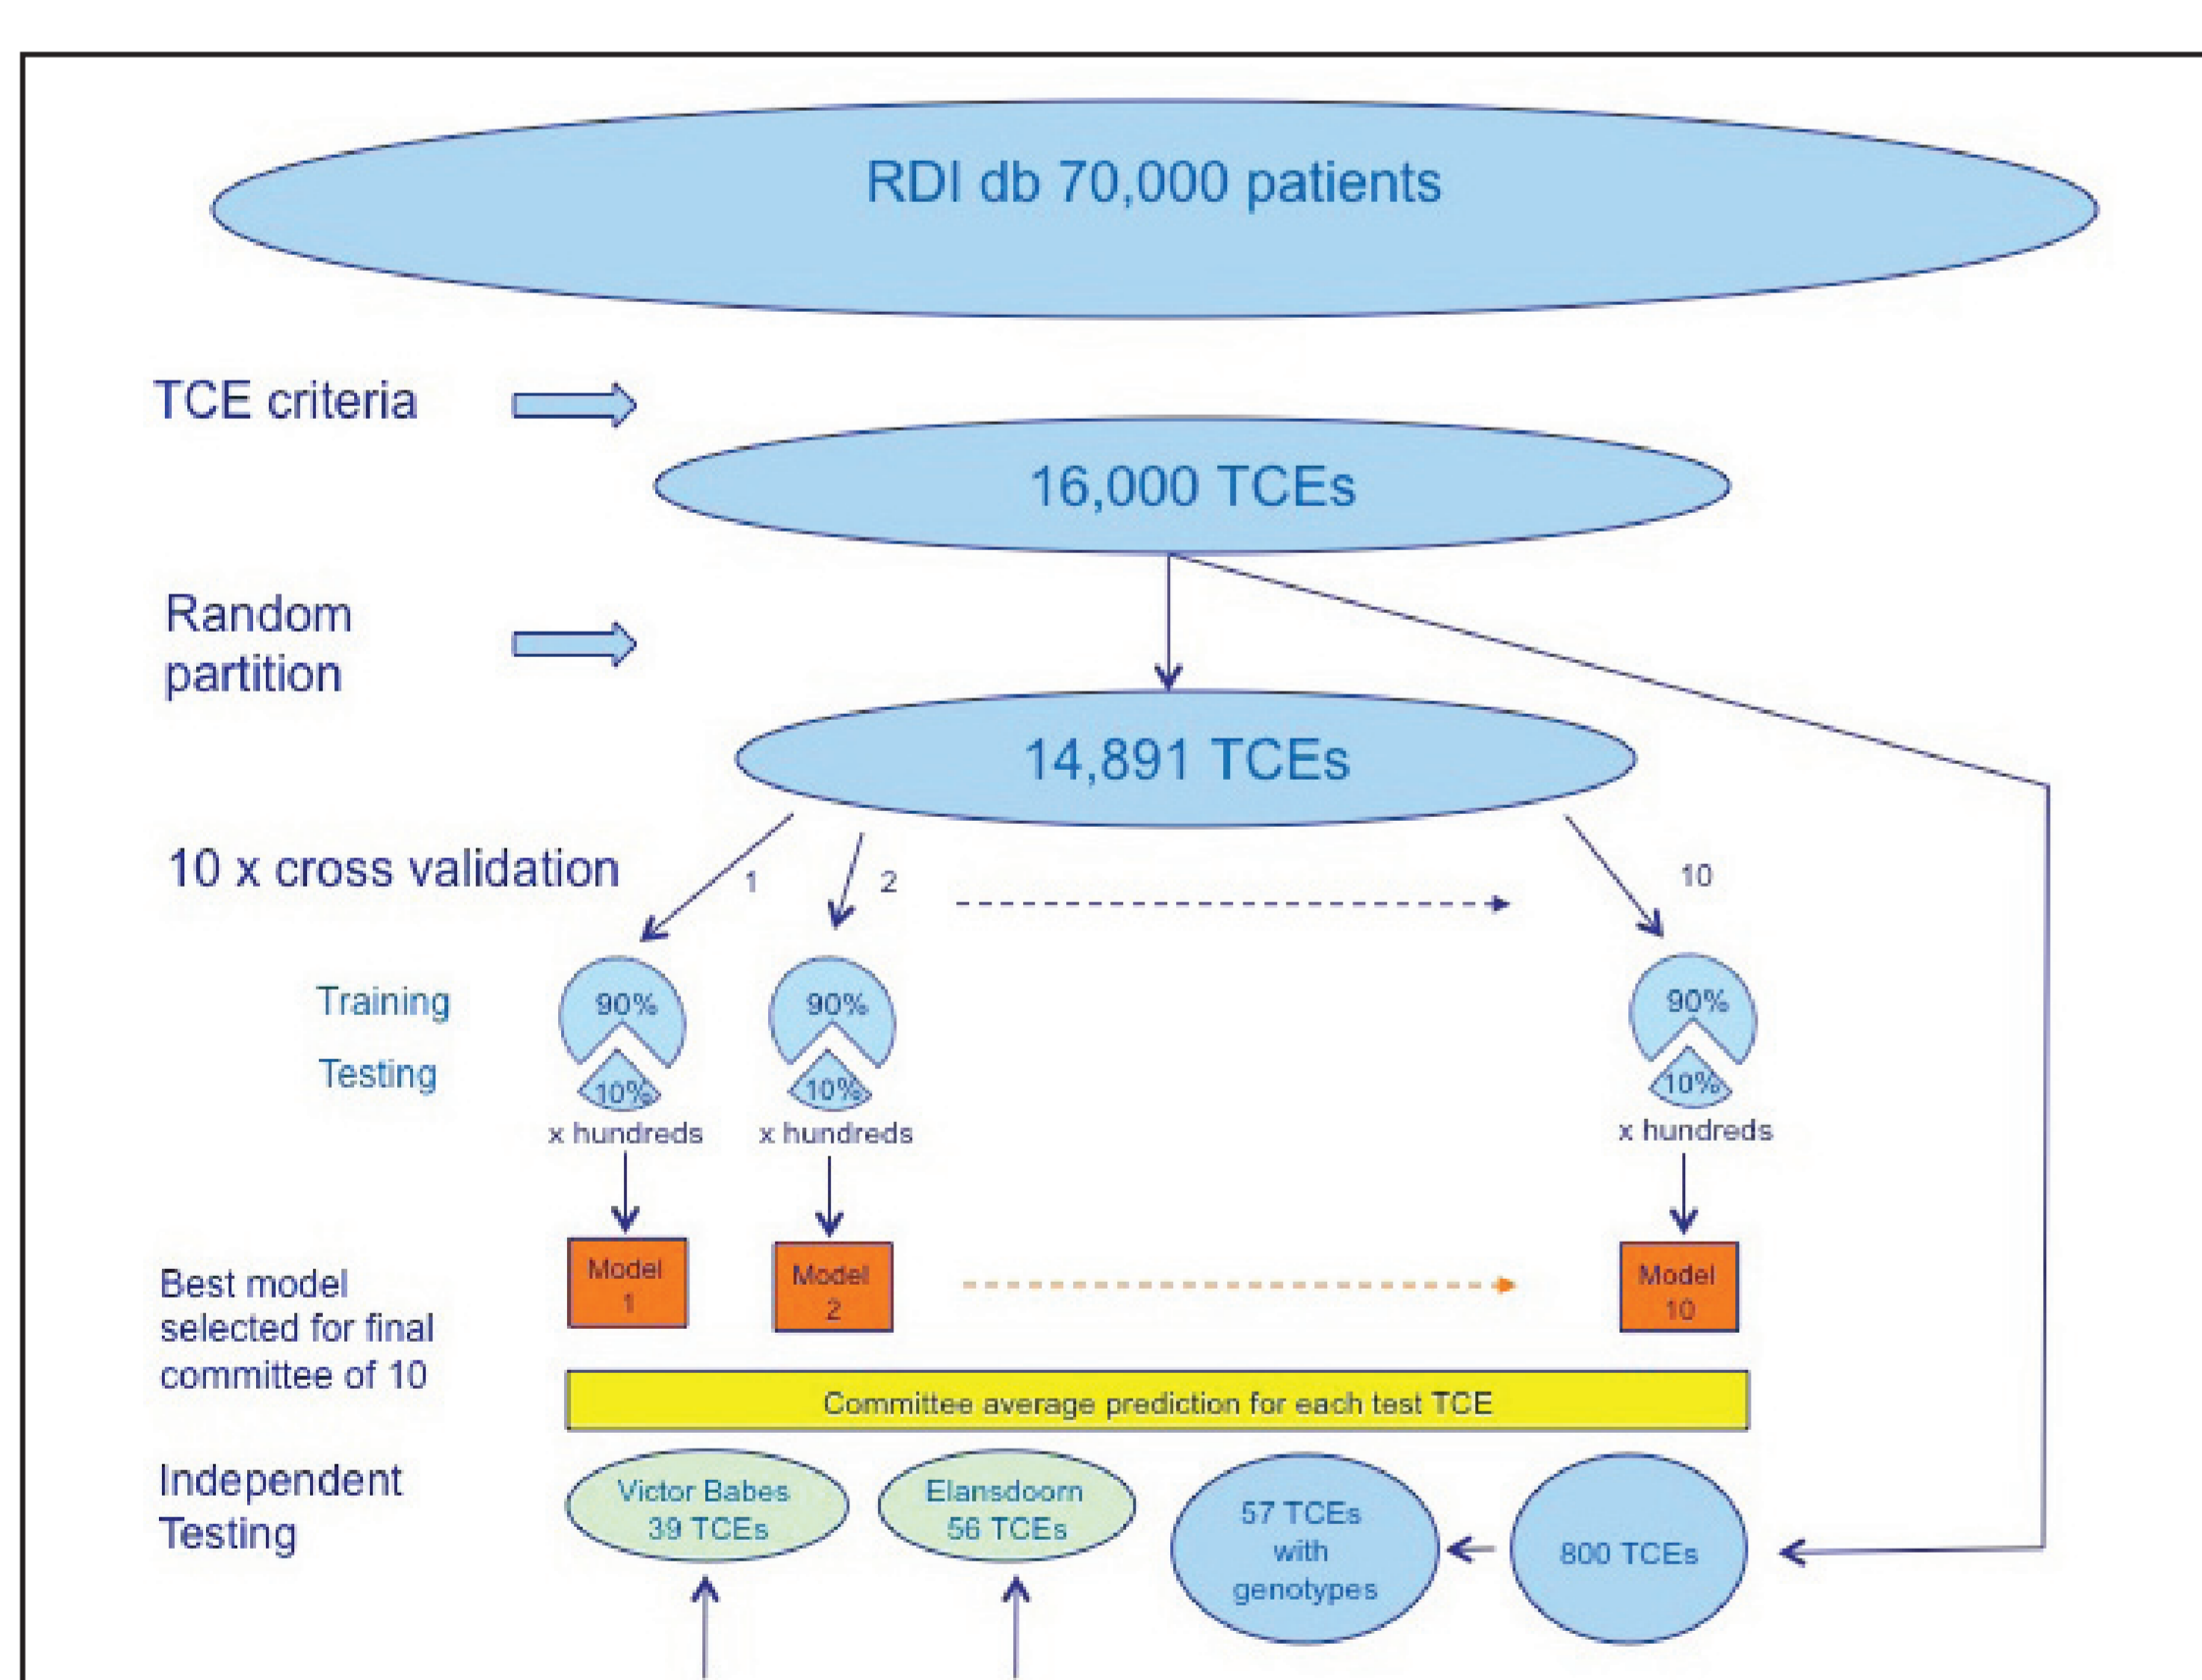 RDI db 70,000 patients
TCE criteria
16,000 TCEs
Random
partition
14,891 TCEs
10 x cross validation
1
2
10
Training
90%
90%
90%
Testing
10%
10%
10%
x hundreds
x hundreds
x hundreds
Best model
selected for final
committee of 10
Model
1
Model
2
Model
10
Committee average prediction for each test TCE
Independent
Testing
Victor Babes
39 TCEs
Elansdoorn
56 TCEs
57 TCEs
with
genotypes
800 TCEs